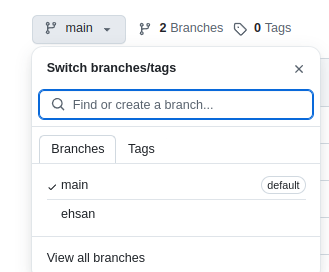 main 2 Branches 0 Tags
Switch branches/tags
Find or create a branch...
Branches Tags
main default
ehsan
View all branches